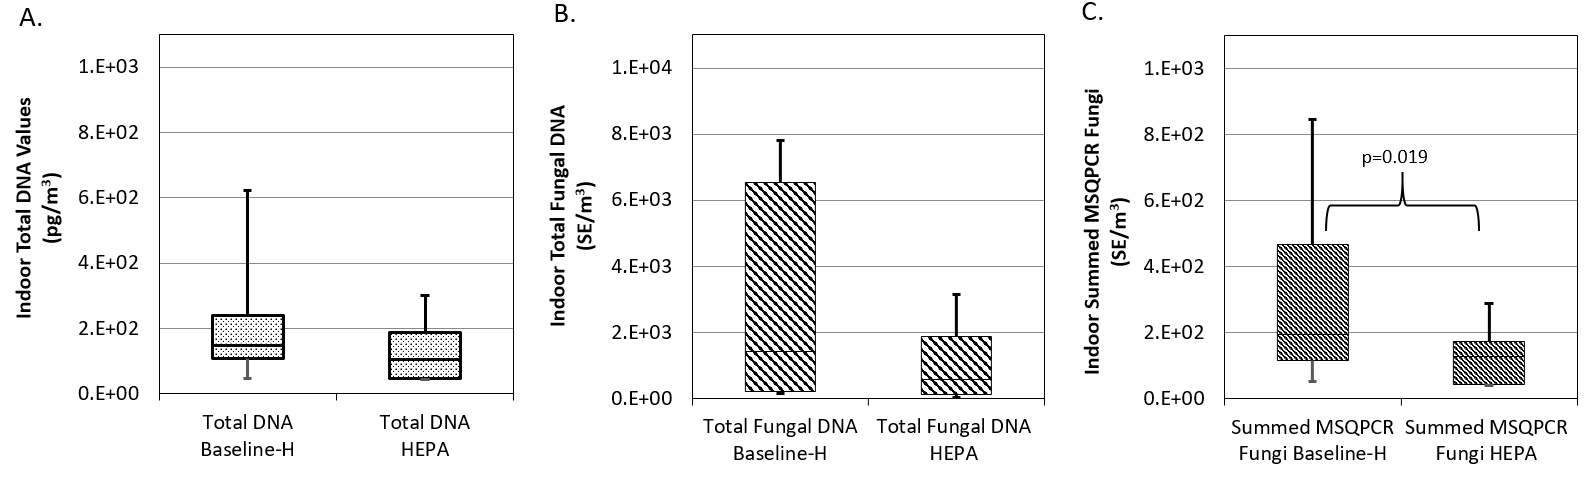 A.
Indoor Total DNA Values
(pg/m³)
1.E+03
8.E+02
6.E+02
4.E+02
2.E+02
0.E+00
Total DNA
Baseline-H
Total DNA
HEPA
B.
Indoor Total Fungal DNA
(SE/m³)
1.E+04
8.E+03
6.E+03
4.E+03
2.E+03
0.E+00
Total Fungal DNA
Baseline-H
Total Fungal DNA
HEPA
C.
Indoor Summed MSQPCR Fungi
(SE/m³)
1.E+03
8.E+02
6.E+02
4.E+02
2.E+02
0.E+00
p=0.019
Summed MSQPCR
Fungi Baseline-H
Summed MSQPCR
Fungi HEPA